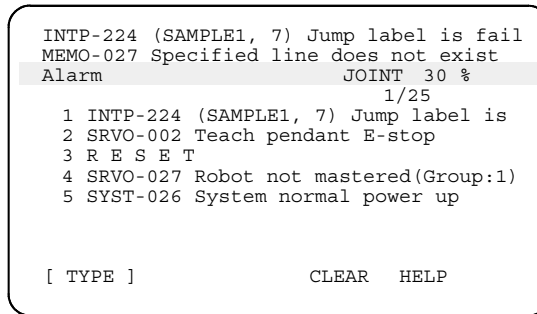 INTP-224 (SAMPLE1, 7) Jump label is fail
MEMO-027 Specified line does not exist
Alarm JOINT 30 %
1/25
1 INTP-224 (SAMPLE1, 7) Jump label is
2 SRVO-002 Teach pendant E-stop
3 R E S E T
4 SRVO-027 Robot not mastered(Group:1)
5 SYST-026 System normal power up
[ TYPE ] CLEAR HELP